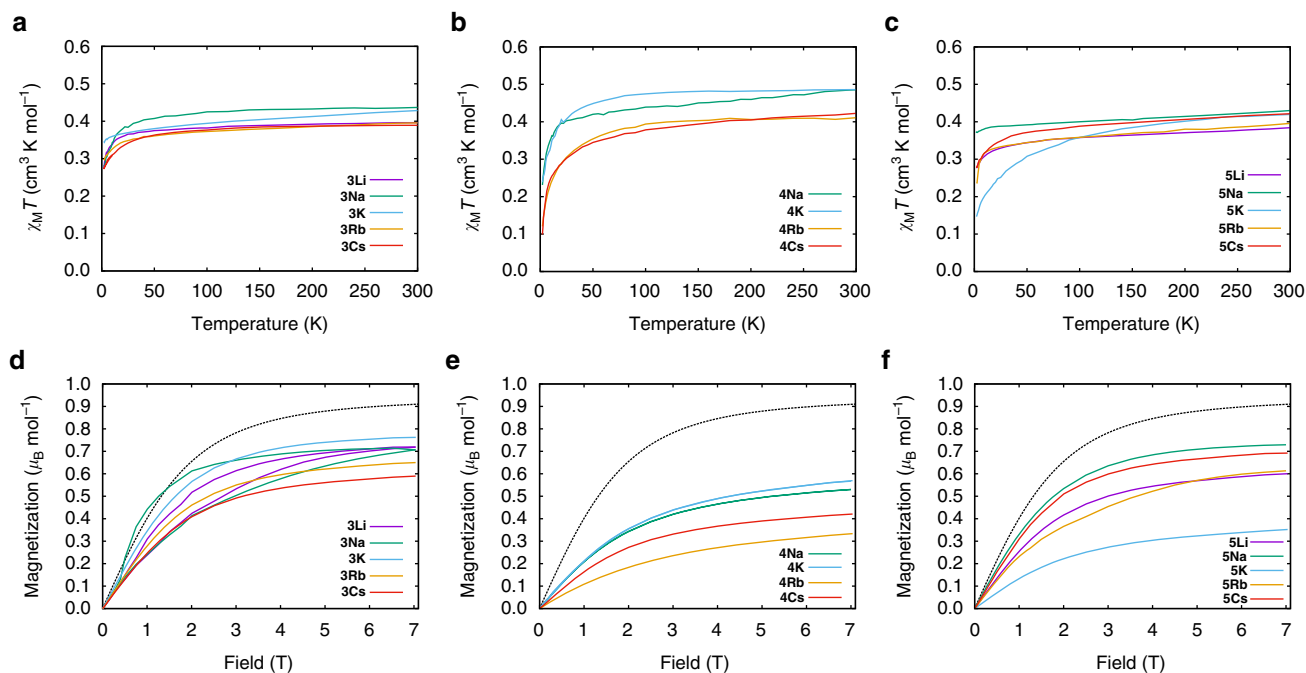 a
χMT (cm³ K mol⁻¹)
0.6
0.5
0.4
0.3
0.2
0.1
0.0
3Li
3Na
3K
3Rb
3Cs
0 50 100 150 200 250 300
Temperature (K)
b
χMT (cm³ K mol⁻¹)
0.6
0.5
0.4
0.3
0.2
0.1
0.0
4Na
4K
4Rb
4Cs
0 50 100 150 200 250 300
Temperature (K)
c
χMT (cm³ K mol⁻¹)
0.6
0.5
0.4
0.3
0.2
0.1
0.0
5Li
5Na
5K
5Rb
5Cs
0 50 100 150 200 250 300
Temperature (K)
d
Magnetization (μB mol⁻¹)
1.0
0.9
0.8
0.7
0.6
0.5
0.4
0.3
0.2
0.1
0.0
3Li
3Na
3K
3Rb
3Cs
0 1 2 3 4 5 6 7
Field (T)
e
Magnetization (μB mol⁻¹)
1.0
0.9
0.8
0.7
0.6
0.5
0.4
0.3
0.2
0.1
0.0
4Na
4K
4Rb
4Cs
0 1 2 3 4 5 6 7
Field (T)
f
Magnetization (μB mol⁻¹)
1.0
0.9
0.8
0.7
0.6
0.5
0.4
0.3
0.2
0.1
0.0
5Li
5Na
5K
5Rb
5Cs
0 1 2 3 4 5 6 7
Field (T)